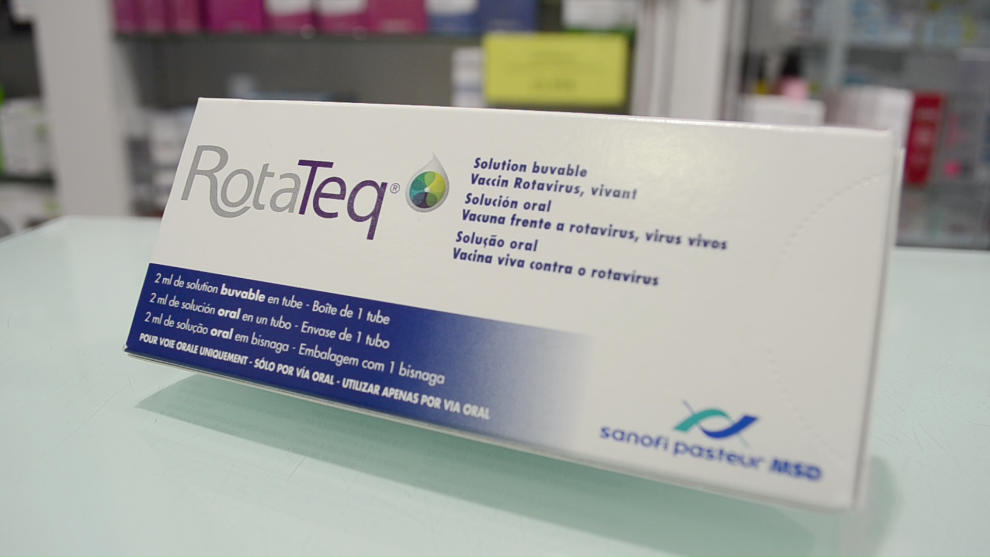 RotaTeq®
Solution buvable
Vaccin Rotavirus, vivant
Solución oral
Vacuna frente a rotavirus, virus vivos
Solução oral
Vacina viva contra o rotavírus
2 ml de solution buvable en tube - Boîte de 1 tube
2 ml de solución oral en un tubo - Envase de 1 tubo
2 ml de solução oral em bisnaga - Embalagem com 1 bisnaga
POUR VOIE ORALE UNIQUEMENT - SÓLO POR VÍA ORAL - UTILIZAR APENAS POR VIA ORAL
sanofi pasteur MSD